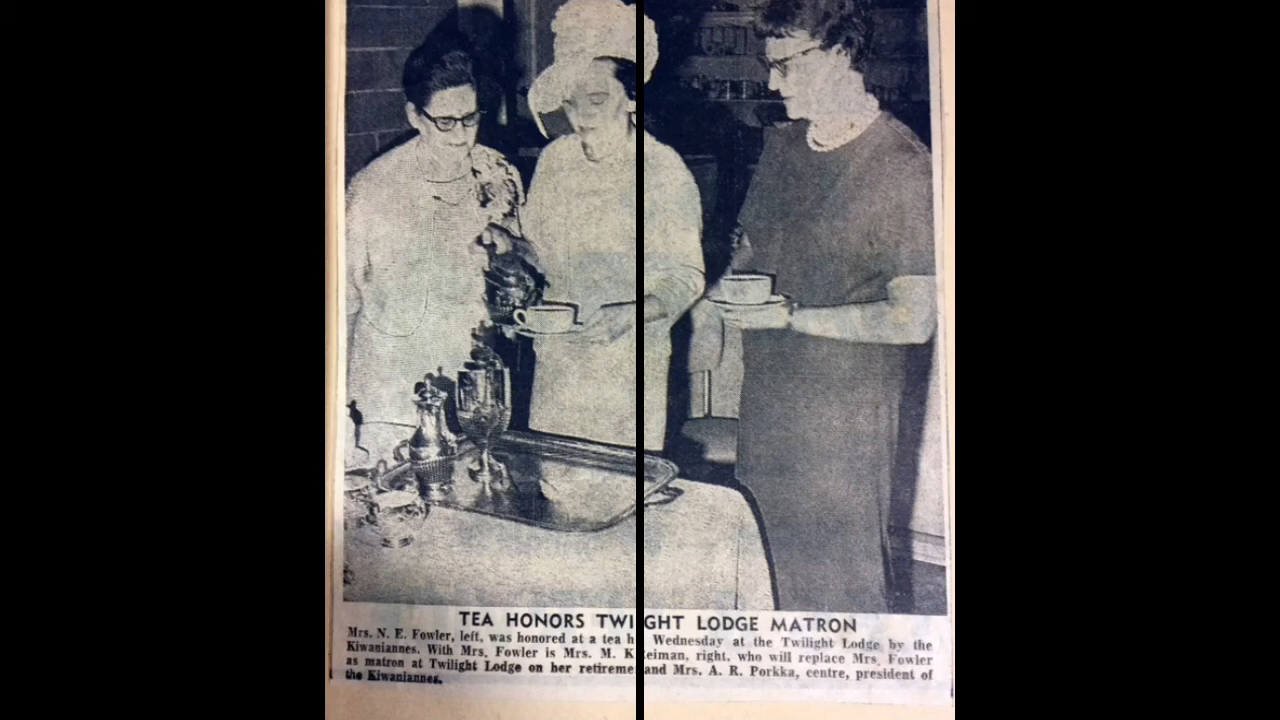 TEA HONORS TWI GHT LODGE MATRON
Mrs. N. E. Fowler, left, was honored at a tea h Wednesday at the Twilight Lodge by the
Kiwaniannes. With Mrs. Fowler is Mrs. M. K eiman, right, who will replace Mrs. Fowler
as matron at Twilight Lodge on her retireme and Mrs. A. R. Porkka, centre, president of
the Kiwaniannes.